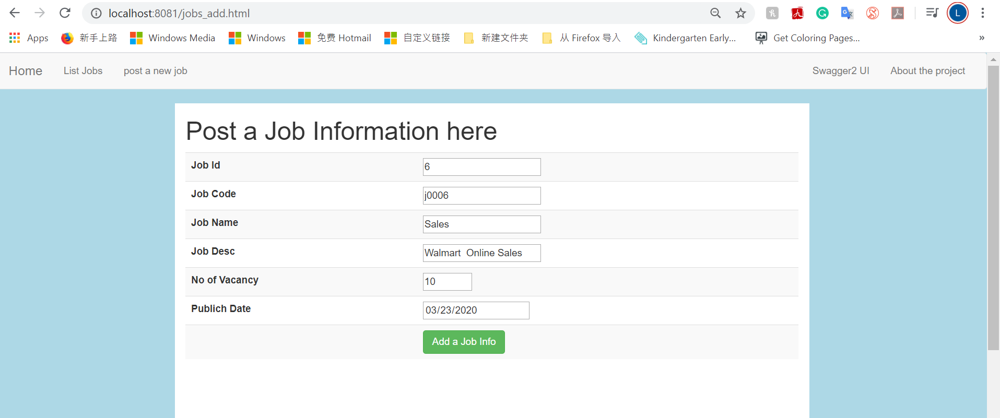 localhost:8081/jobs_add.html
L
Apps 新手上路 Windows Media Windows 免费 Hotmail 自定义链接 新建文件夹 从 Firefox 导入 Kindergarten Early... Get Coloring Pages... »
Home List Jobs post a new job Swagger2 UI About the project
Post a Job Information here
Job Id 6
Job Code j0006
Job Name Sales
Job Desc Walmart  Online Sales
No of Vacancy 10
Publich Date 03/23/2020
Add a Job Info